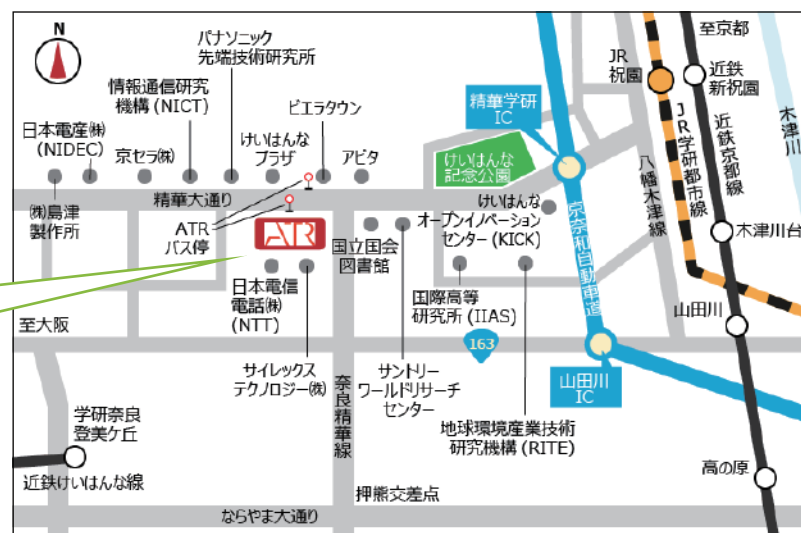 N
パナソニック
先端技術研究所
情報通信研究
機構 (NICT)
ピエラタウン
日本電産㈱
(NIDEC)
京セラ㈱
けいはんな
プラザ
アピタ
精華学研
IC
けいはんな
記念公園
JR
祝園
至京都
近鉄
新祝園
木津川
JR学研都市線
近鉄京都線
八幡木津線
精華大通り
㈱島津
製作所
ATR
バス停
ATR
国立国会
図書館
けいはんな
オープンイノベーション
センター (KICK)
京奈和自動車道
木津川台
日本電信
電話㈱
(NTT)
国際高等
研究所 (IIAS)
山田川
至大阪
163
サイレックス
テクノロジー㈱
サントリー
ワールドリサーチ
センター
山田川
IC
奈良精華線
学研奈良
登美ケ丘
地球環境産業技術
研究機構 (RITE)
近鉄けいはんな線
高の原
押熊交差点
ならやま大通り